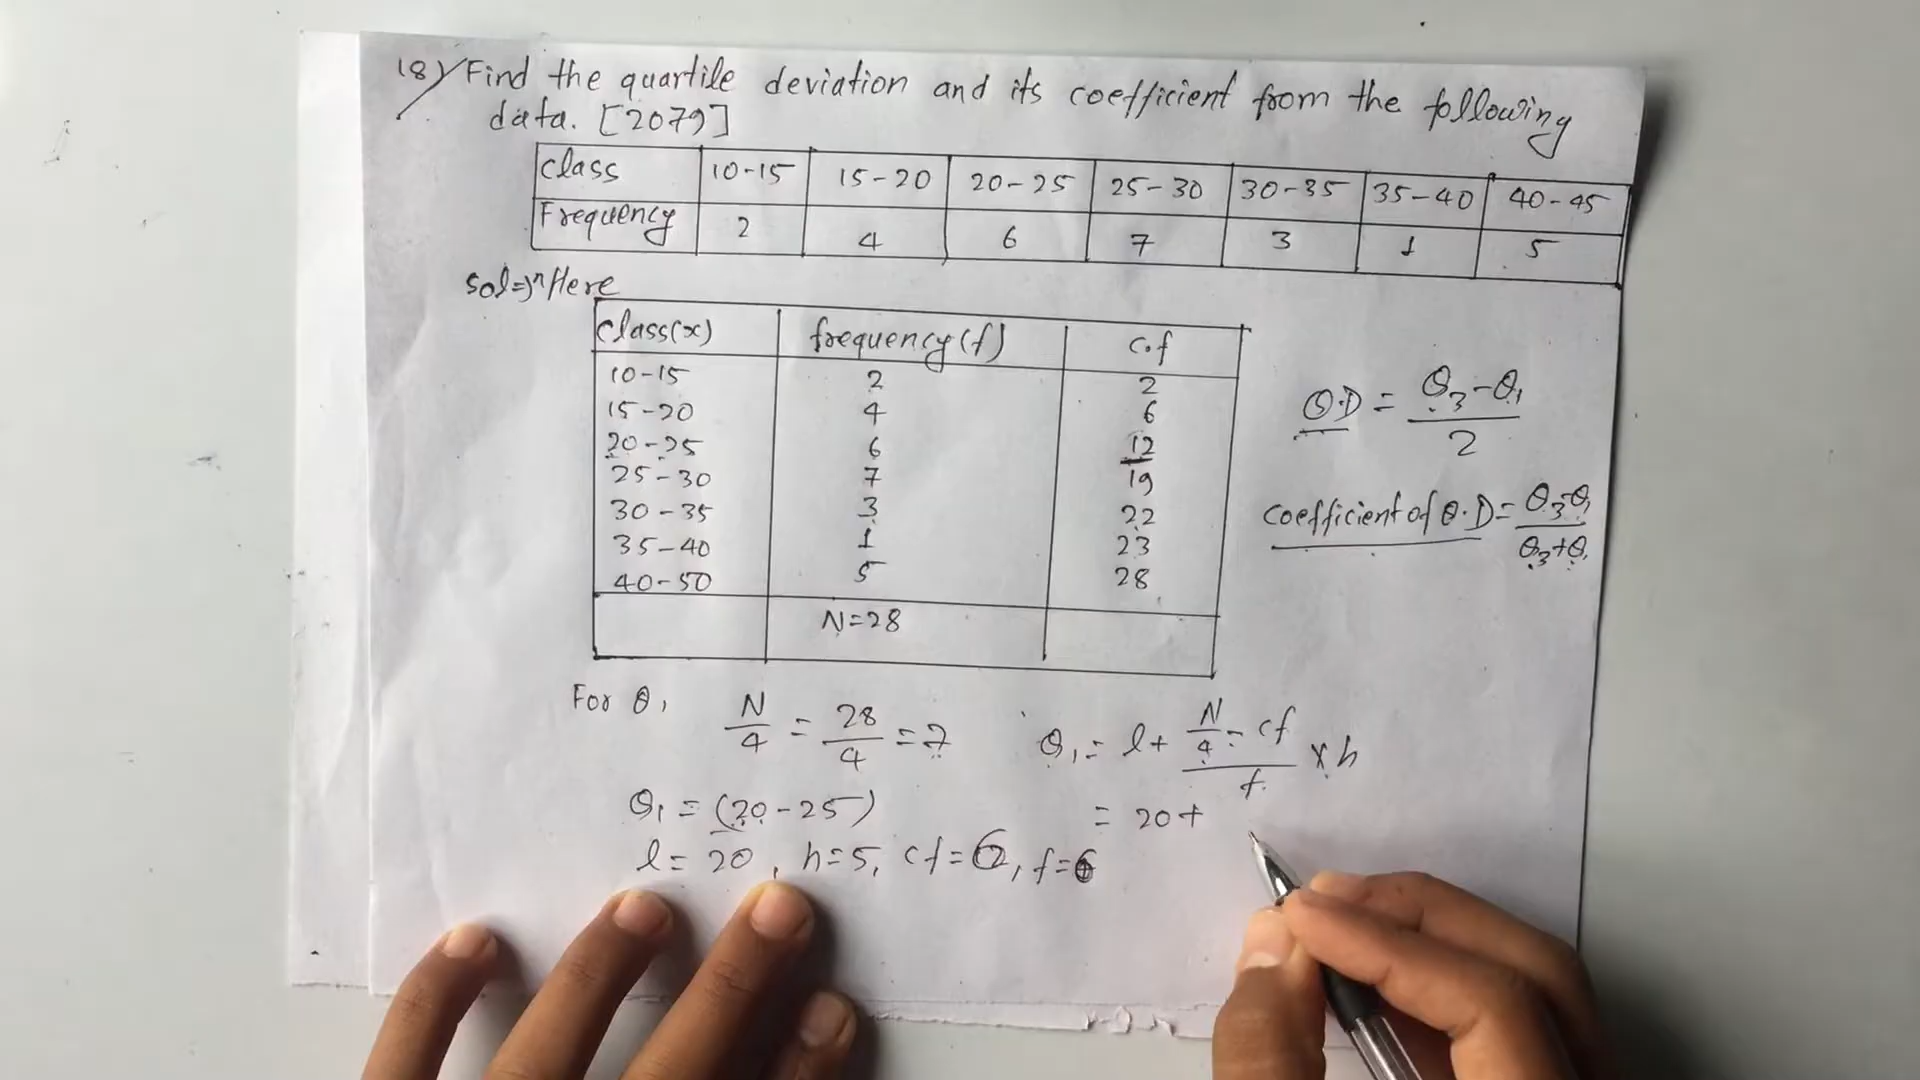 18) Find the quartile deviation and its coefficient from the following
data. [2079]
Class 10-15 15-20 20-25 25-30 30-35 35-40 40-45
Frequency 2 4 6 7 3 1 5
Sol=)ⁿ Here
Class(x) frequency(f) c.f
10-15 2 2
15-20 4 6
20-25 6 12
25-30 7 19
30-35 3 22
35-40 1 23
40-50 5 28
N=28
Q.D = Q₃-Q₁ / 2
Coefficient of Q.D = Q₃-Q₁ / Q₃+Q₁
For Q₁ N/4 = 28/4 = 7
Q₁ = (20-25)
l = 20, h=5, cf=6, f=6
Q₁ = l + N/4 - cf / f × h
= 20+